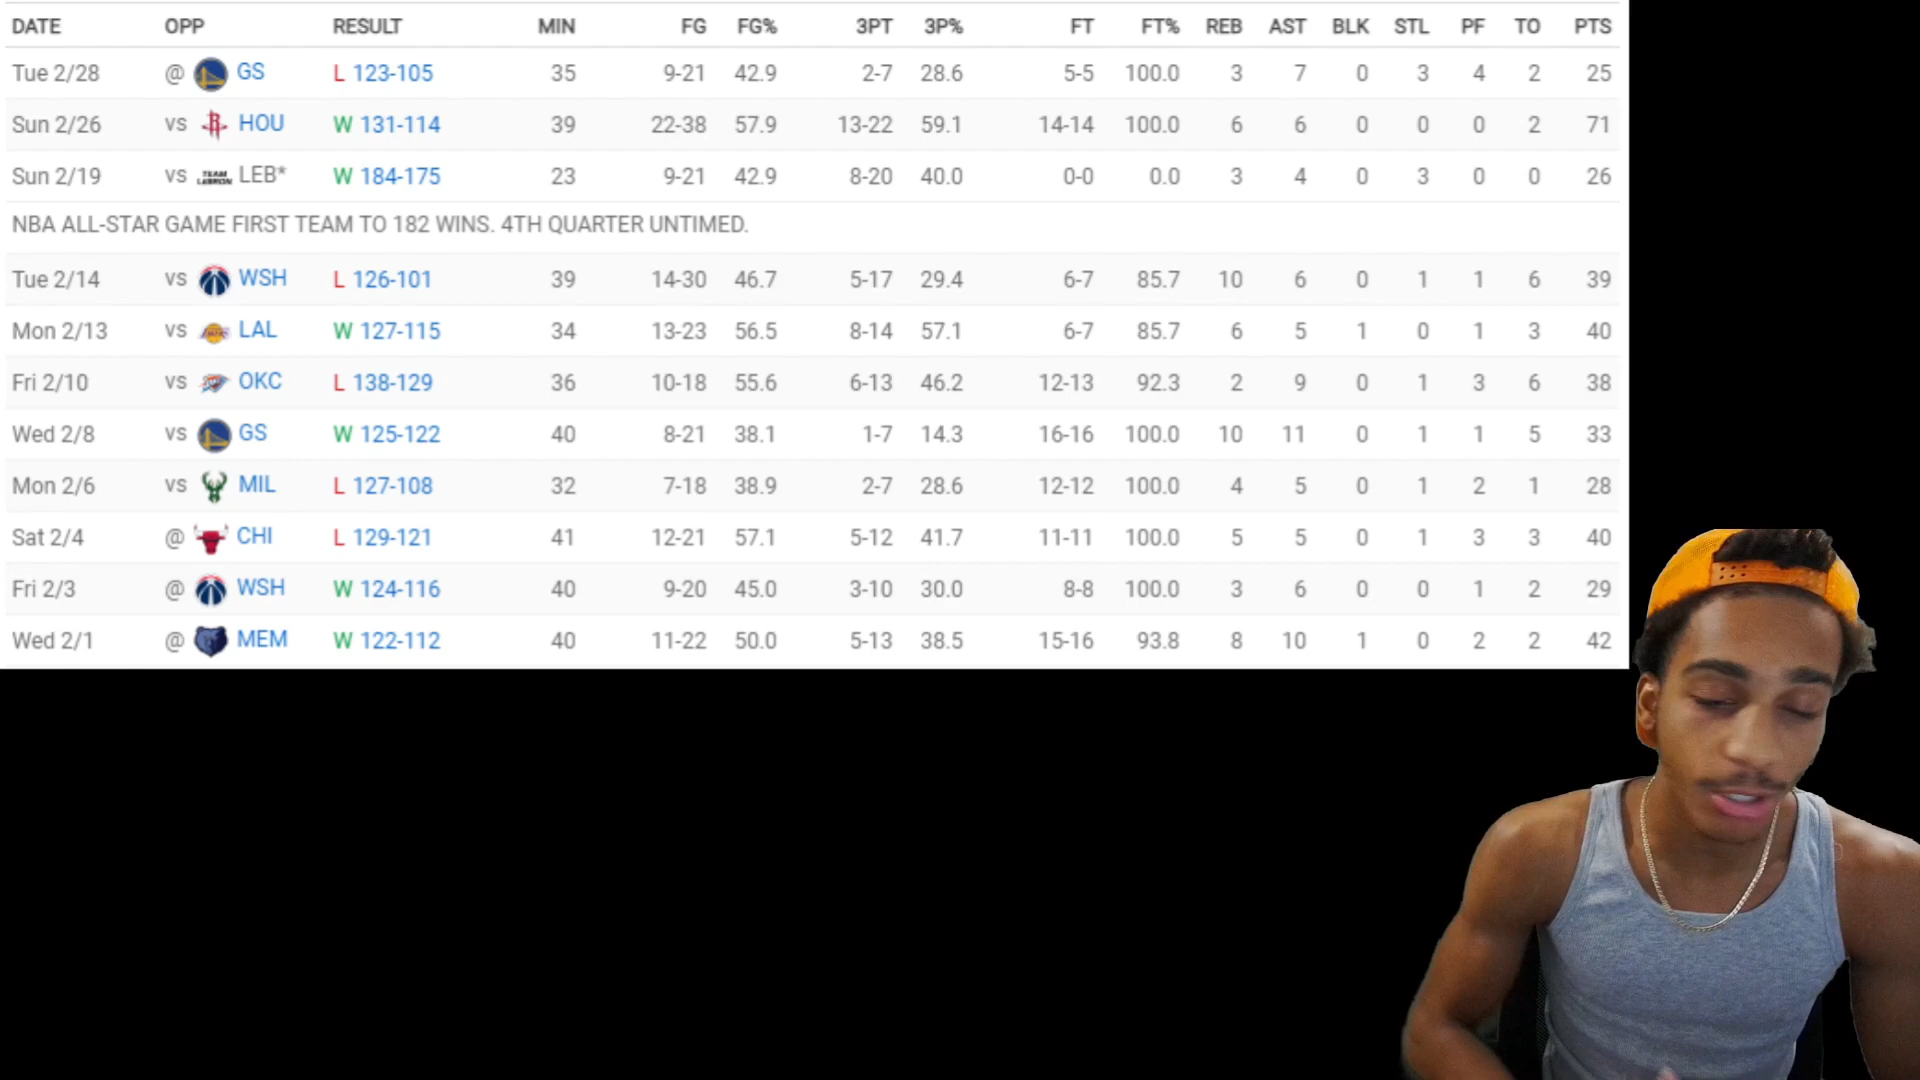 DATE OPP RESULT MIN FG FG% 3PT 3P% FT FT% REB AST BLK STL PF TO PTS
Tue 2/28 @ GS L 123-105 35 9-21 42.9 2-7 28.6 5-5 100.0 3 7 0 3 4 2 25
Sun 2/26 vs HOU W 131-114 39 22-38 57.9 13-22 59.1 14-14 100.0 6 6 0 0 0 2 71
Sun 2/19 vs TEAM LEBRON LEB* W 184-175 23 9-21 42.9 8-20 40.0 0-0 0.0 3 4 0 3 0 0 26
NBA ALL-STAR GAME FIRST TEAM TO 182 WINS. 4TH QUARTER UNTIMED.
Tue 2/14 vs WSH L 126-101 39 14-30 46.7 5-17 29.4 6-7 85.7 10 6 0 1 1 6 39
Mon 2/13 vs LAL W 127-115 34 13-23 56.5 8-14 57.1 6-7 85.7 6 5 1 0 1 3 40
Fri 2/10 vs OKC L 138-129 36 10-18 55.6 6-13 46.2 12-13 92.3 2 9 0 1 3 6 38
Wed 2/8 vs GS W 125-122 40 8-21 38.1 1-7 14.3 16-16 100.0 10 11 0 1 1 5 33
Mon 2/6 vs MIL L 127-108 32 7-18 38.9 2-7 28.6 12-12 100.0 4 5 0 1 2 1 28
Sat 2/4 @ CHI L 129-121 41 12-21 57.1 5-12 41.7 11-11 100.0 5 5 0 1 3 3 40
Fri 2/3 @ WSH W 124-116 40 9-20 45.0 3-10 30.0 8-8 100.0 3 6 0 0 1 2 29
Wed 2/1 @ MEM W 122-112 40 11-22 50.0 5-13 38.5 15-16 93.8 8 10 1 0 2 2 42